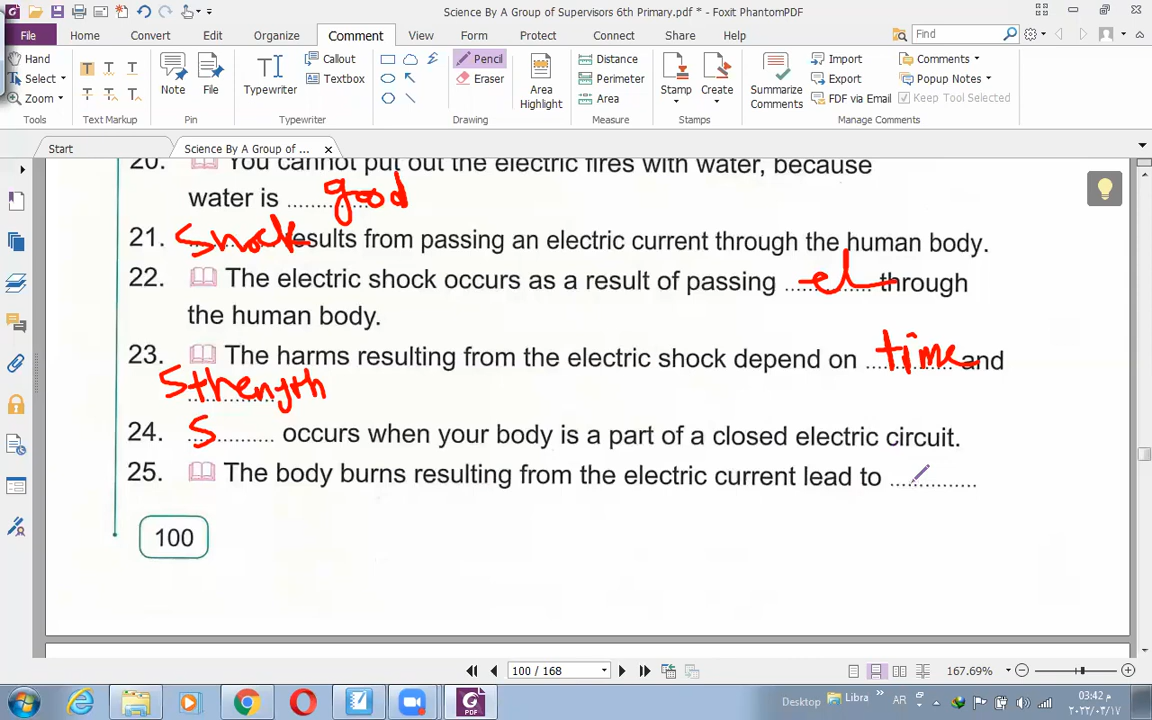 Science By A Group of Supervisors 6th Primary.pdf * - Foxit PhantomPDF
File Home Convert Edit Organize Comment View Form Protect Connect Share Help Find
Hand Select Zoom Tools
Text Markup
Note File Pin
Typewriter Callout Textbox Typewriter
Pencil Eraser Drawing
Area Highlight Distance Perimeter Area Measure
Stamp Create Stamps
Summarize Comments Import Export FDF via Email Comments Popup Notes Keep Tool Selected Manage Comments
Start Science By A Group of ... ×
20. You cannot put out the electric fires with water, because
water is good
21. Shock results from passing an electric current through the human body.
22. The electric shock occurs as a result of passing el through
the human body.
23. The harms resulting from the electric shock depend on time and
Sthrength
24. S occurs when your body is a part of a closed electric circuit.
25. The body burns resulting from the electric current lead to ..............
100
100 / 168 167.69%
Desktop Libra AR 03:42 م
٢٠٢٢/٠٣/١٧